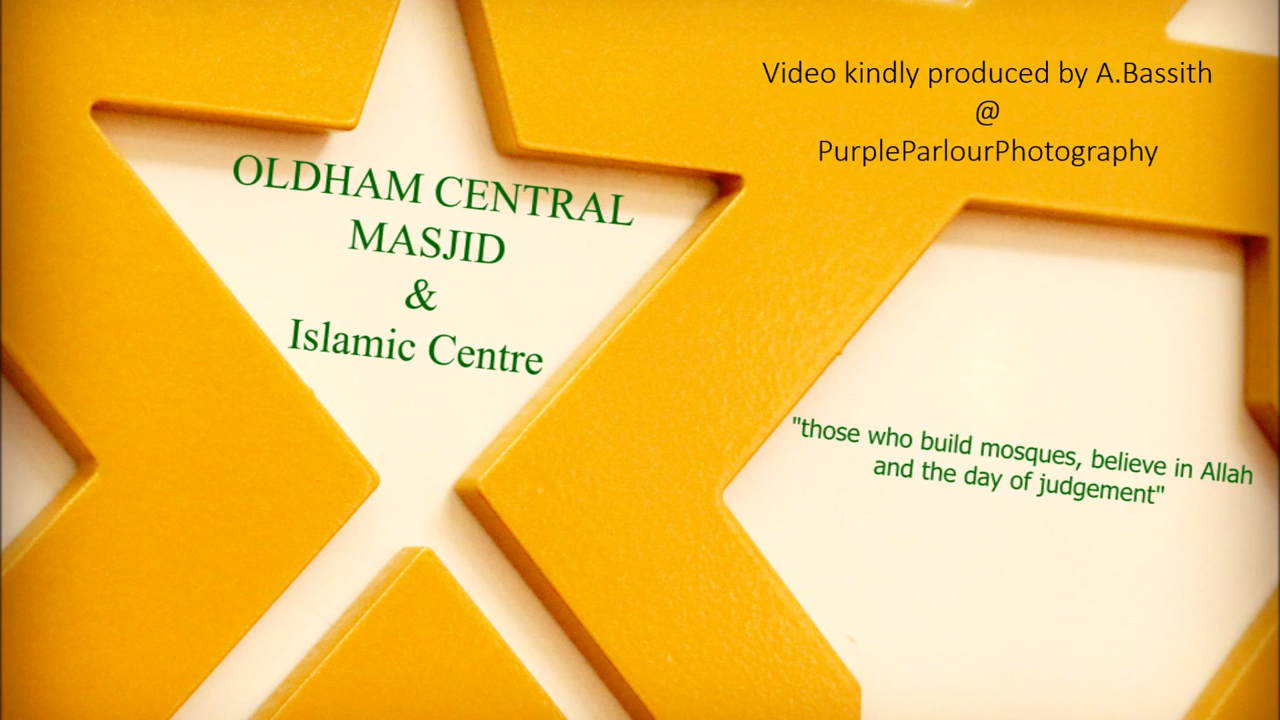 OLDHAM CENTRAL
MASJID
&
Islamic Centre
Video kindly produced by A.Bassith
@
PurpleParlourPhotography
"those who build mosques, believe in Allah
and the day of judgement"